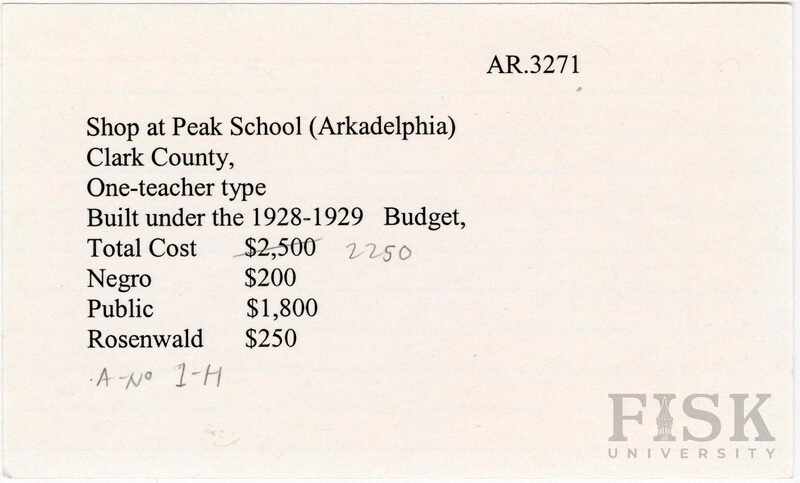 AR.3271
Shop at Peak School (Arkadelphia)
Clark County,
One-teacher type
Built under the 1928-1929 Budget,
Total Cost $2,500 2250
Negro $200
Public $1,800
Rosenwald $250
A-No 1-H
FISK
UNIVERSITY